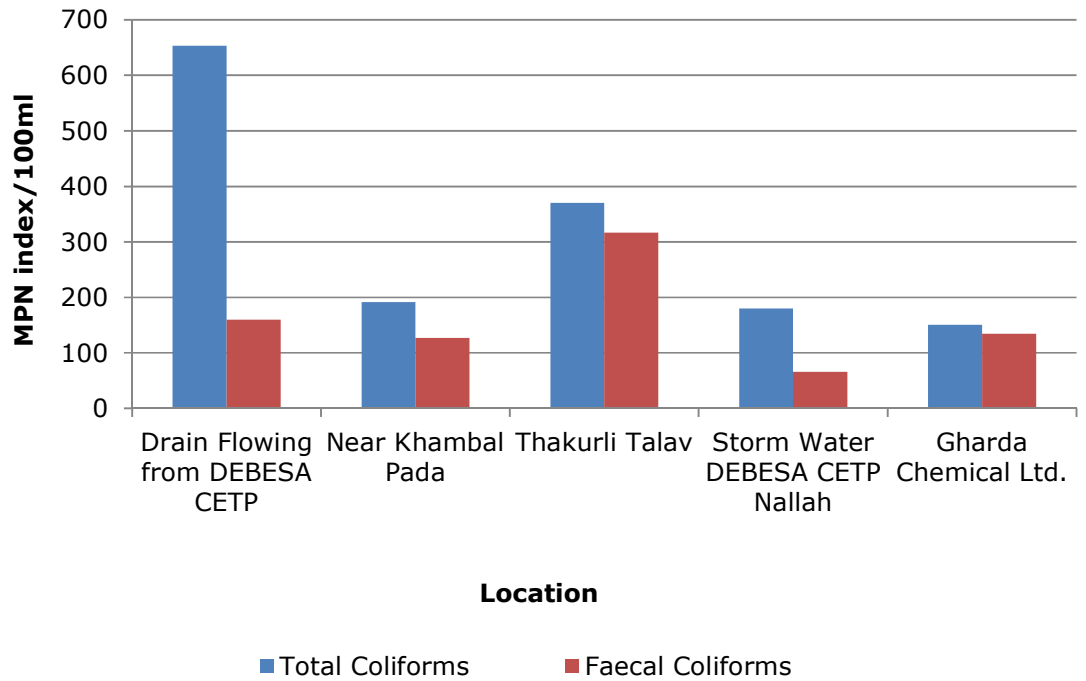 700
600
500
400
300
200
100
0
MPN index/100ml
Drain Flowing
from DEBESA
CETP
Near Khambal
Pada
Thakurli Talav
Storm Water
DEBESA CETP
Nallah
Gharda
Chemical Ltd.
Location
Total Coliforms
Faecal Coliforms